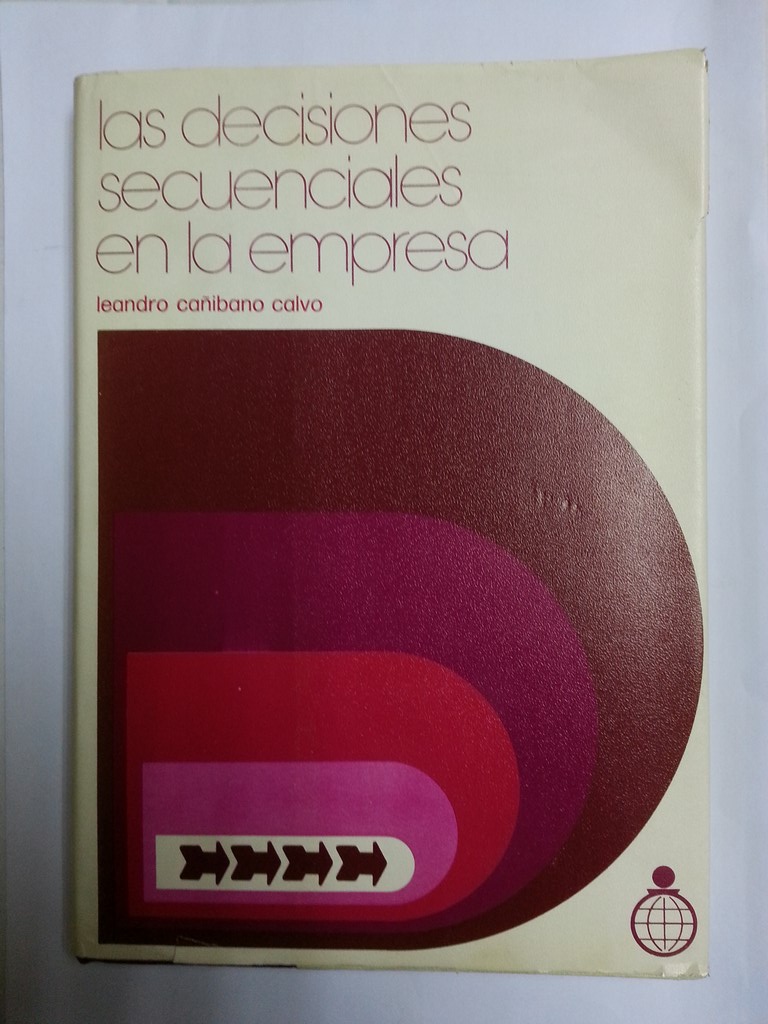 las decisiones
secuenciales
en la empresa
leandro cañibano calvo